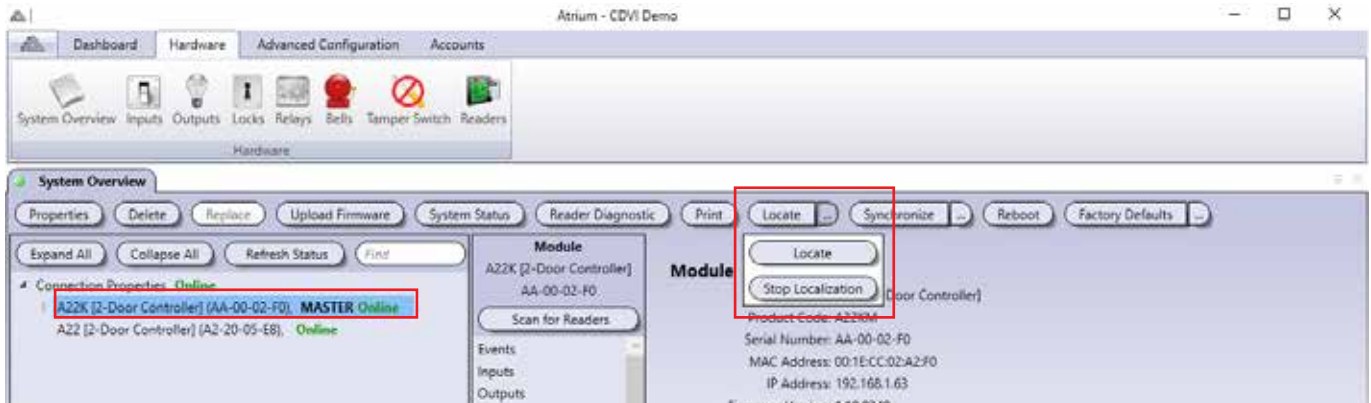 Atrium - CDVI Demo
Dashboard Hardware Advanced Configuration Accounts
System Overview Inputs Outputs Locks Relays Bells Tamper Switch Readers
Hardware
System Overview
Properties Delete Replace Upload Firmware System Status Reader Diagnostic Print Locate ... Synchronize ... Reboot Factory Defaults ...
Expand All Collapse All Refresh Status Find
Module
A22K [2-Door Controller]
AA-00-02-F0
Scan for Readers
Events
Inputs
Outputs
Connection Properties Online
A22K [2-Door Controller] (AA-00-02-F0), MASTER Online
A22 [2-Door Controller] (A2-20-05-E8), Online
Locate
Stop Localization
Module
Door Controller]
Product Code: A22KM
Serial Number: AA-00-02-F0
MAC Address: 00:1E:CC:02:A2:F0
IP Address: 192.168.1.63